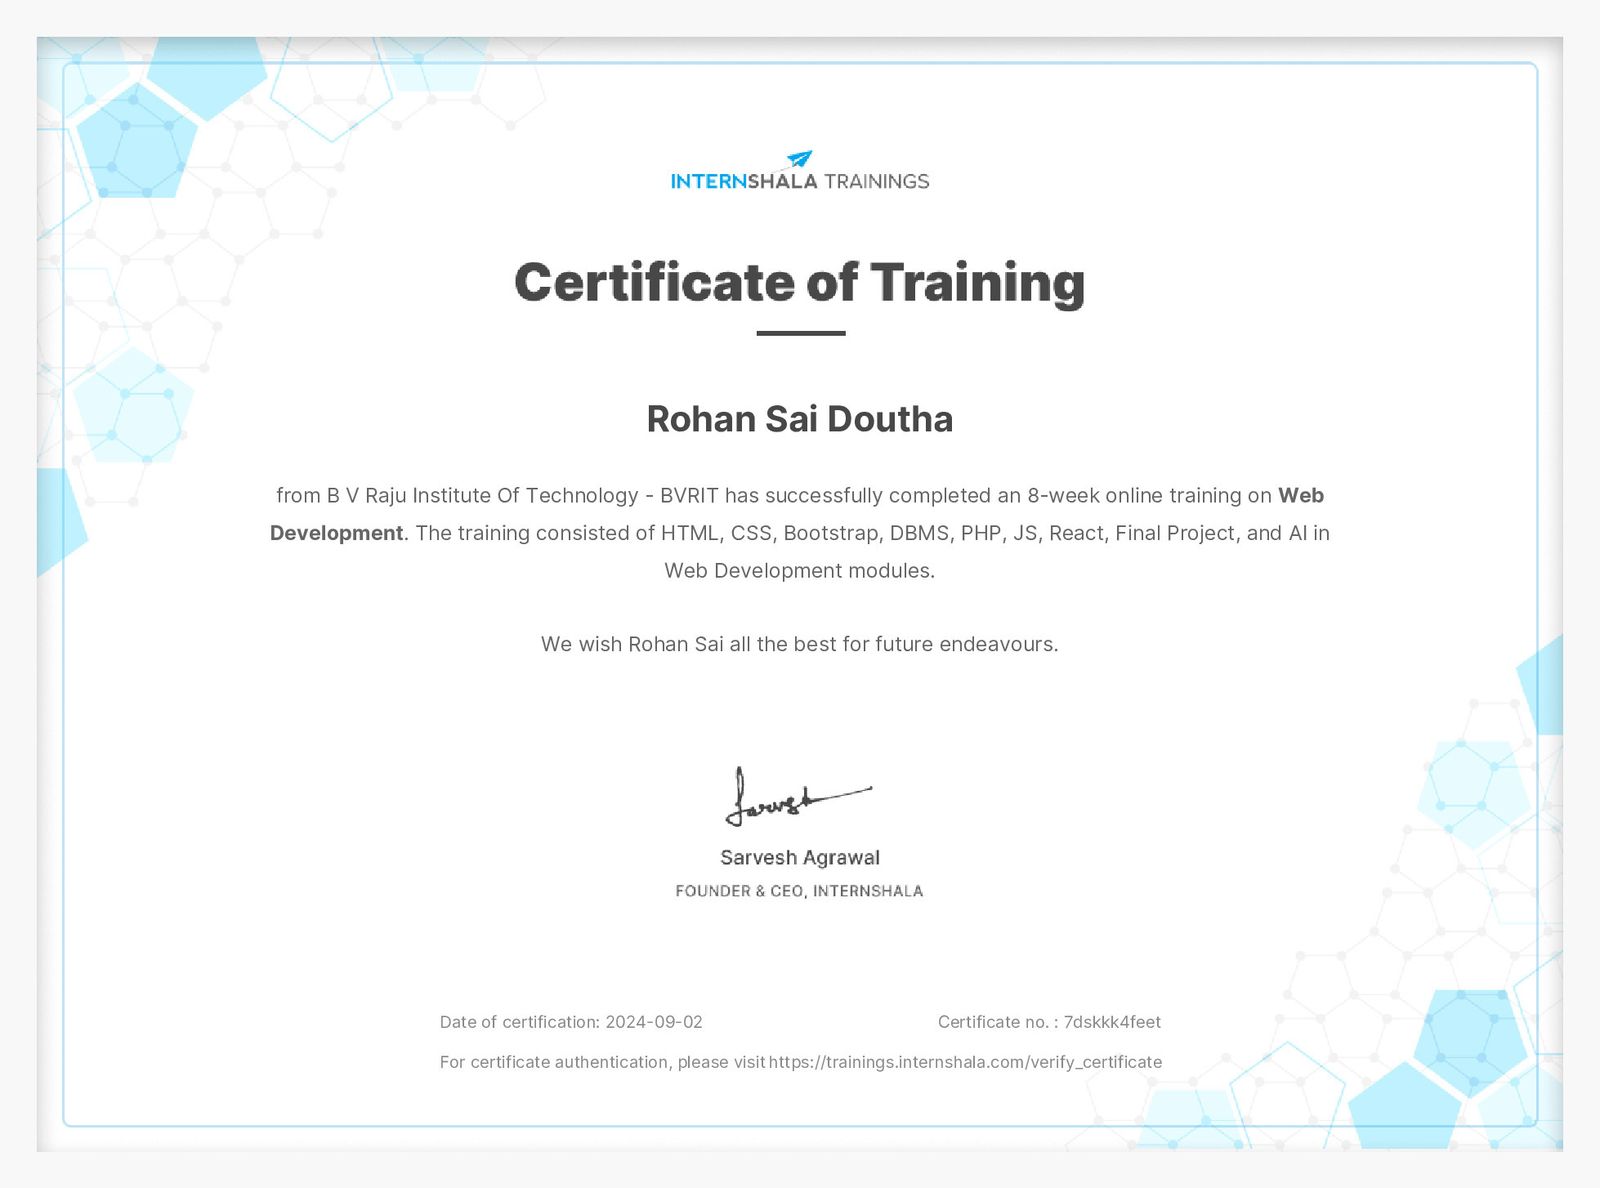 INTERNSHALA TRAININGS
Certificate of Training
Rohan Sai Doutha
from B V Raju Institute Of Technology - BVRIT has successfully completed an 8-week online training on Web
Development. The training consisted of HTML, CSS, Bootstrap, DBMS, PHP, JS, React, Final Project, and AI in
Web Development modules.
We wish Rohan Sai all the best for future endeavours.
Sarvesh
Sarvesh Agrawal
FOUNDER & CEO, INTERNSHALA
Date of certification: 2024-09-02 Certificate no. : 7dskkk4feet
For certificate authentication, please visit https://trainings.internshala.com/verify_certificate